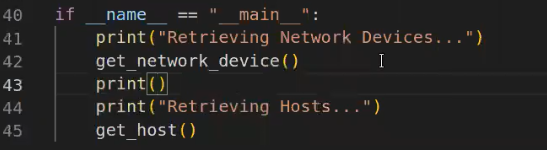 40 if __name__ == "__main__":
41     print("Retrieving Network Devices...")
42     get_network_device()
43     print()
44     print("Retrieving Hosts...")
45     get_host()